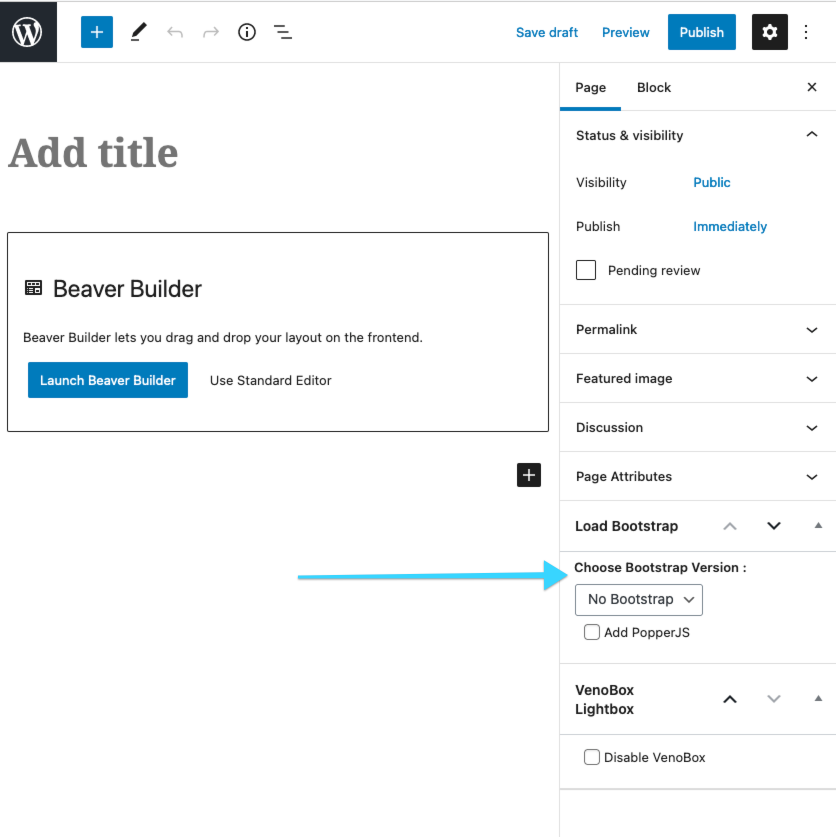 Save draft Preview Publish
Page Block
Add title
Status & visibility
Visibility Public
Publish Immediately
Pending review
Beaver Builder
Beaver Builder lets you drag and drop your layout on the frontend.
Launch Beaver Builder Use Standard Editor
Permalink
Featured image
Discussion
Page Attributes
Load Bootstrap
Choose Bootstrap Version :
No Bootstrap
Add PopperJS
VenoBox
Lightbox
Disable VenoBox